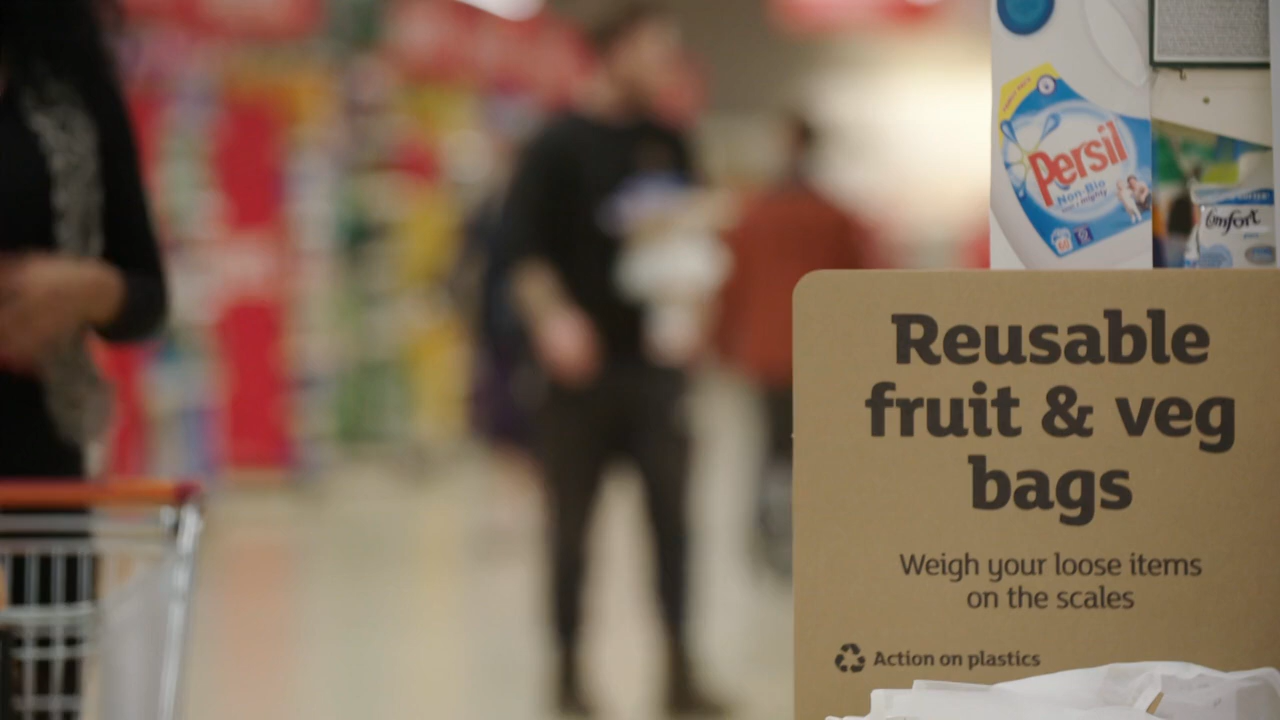 Persil
Non-Bio
Comfort
Reusable
fruit & veg
bags
Weigh your loose items
on the scales
Action on plastics